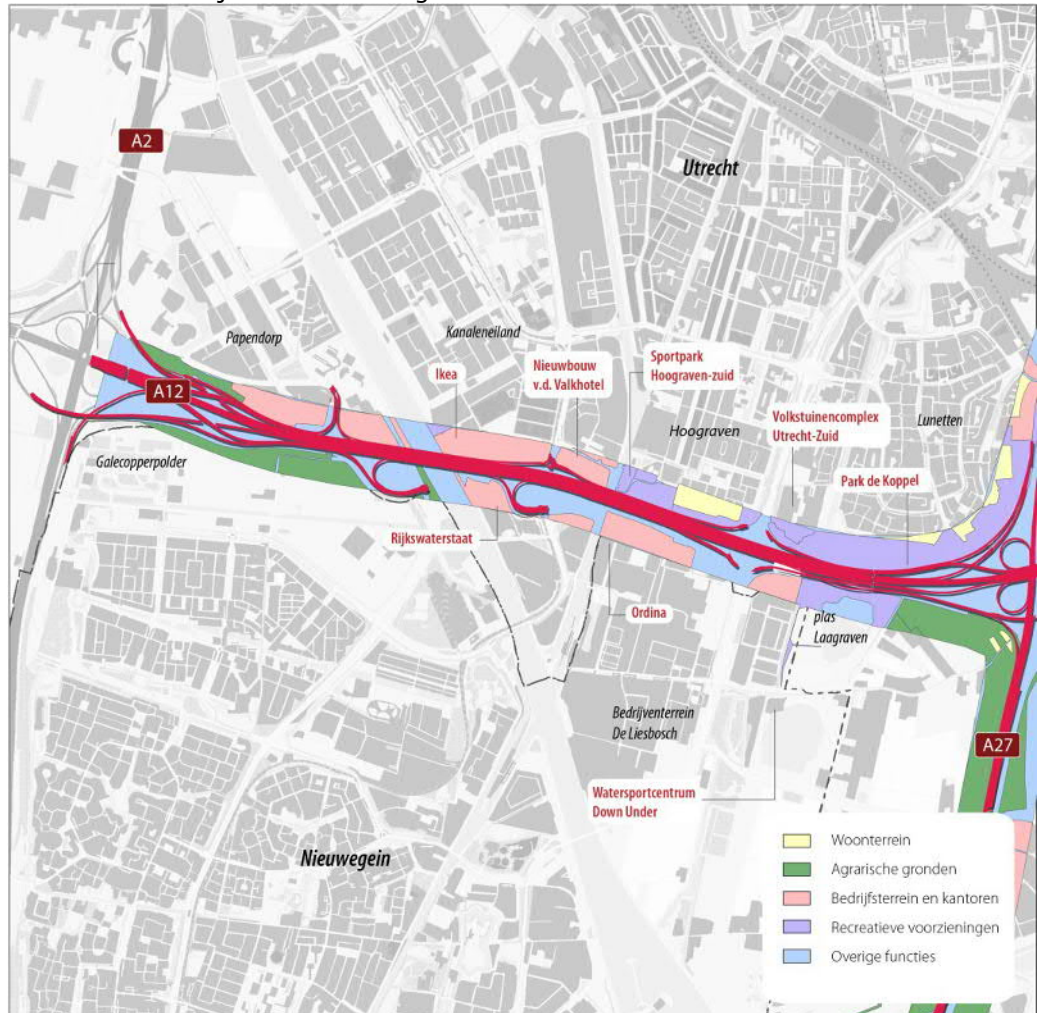 A2
Utrecht
Papendorp
Kanaleneiland
Ikea
Nieuwbouw
v.d. Valkhotel
Sportpark
Hoograven-zuid
A12
Hoograven
Volkstuinencomplex
Utrecht-Zuid
Lunetten
Galecopperpolder
Park de Koppel
Rijkswaterstaat
Ordina
plas
Laagraven
Bedrijventerrein
De Liesbosch
A27
Watersportcentrum
Down Under
Nieuwegein
Woonterrein
Agrarische gronden
Bedrijfsterrein en kantoren
Recreatieve voorzieningen
Overige functies